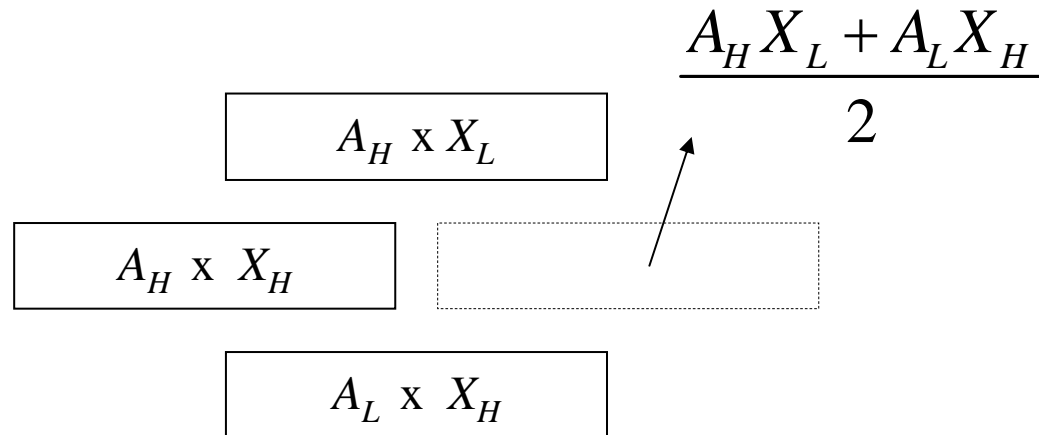 A_H X_L + A_L X_H
2
A_H x X_L
A_H x X_H
A_L x X_H